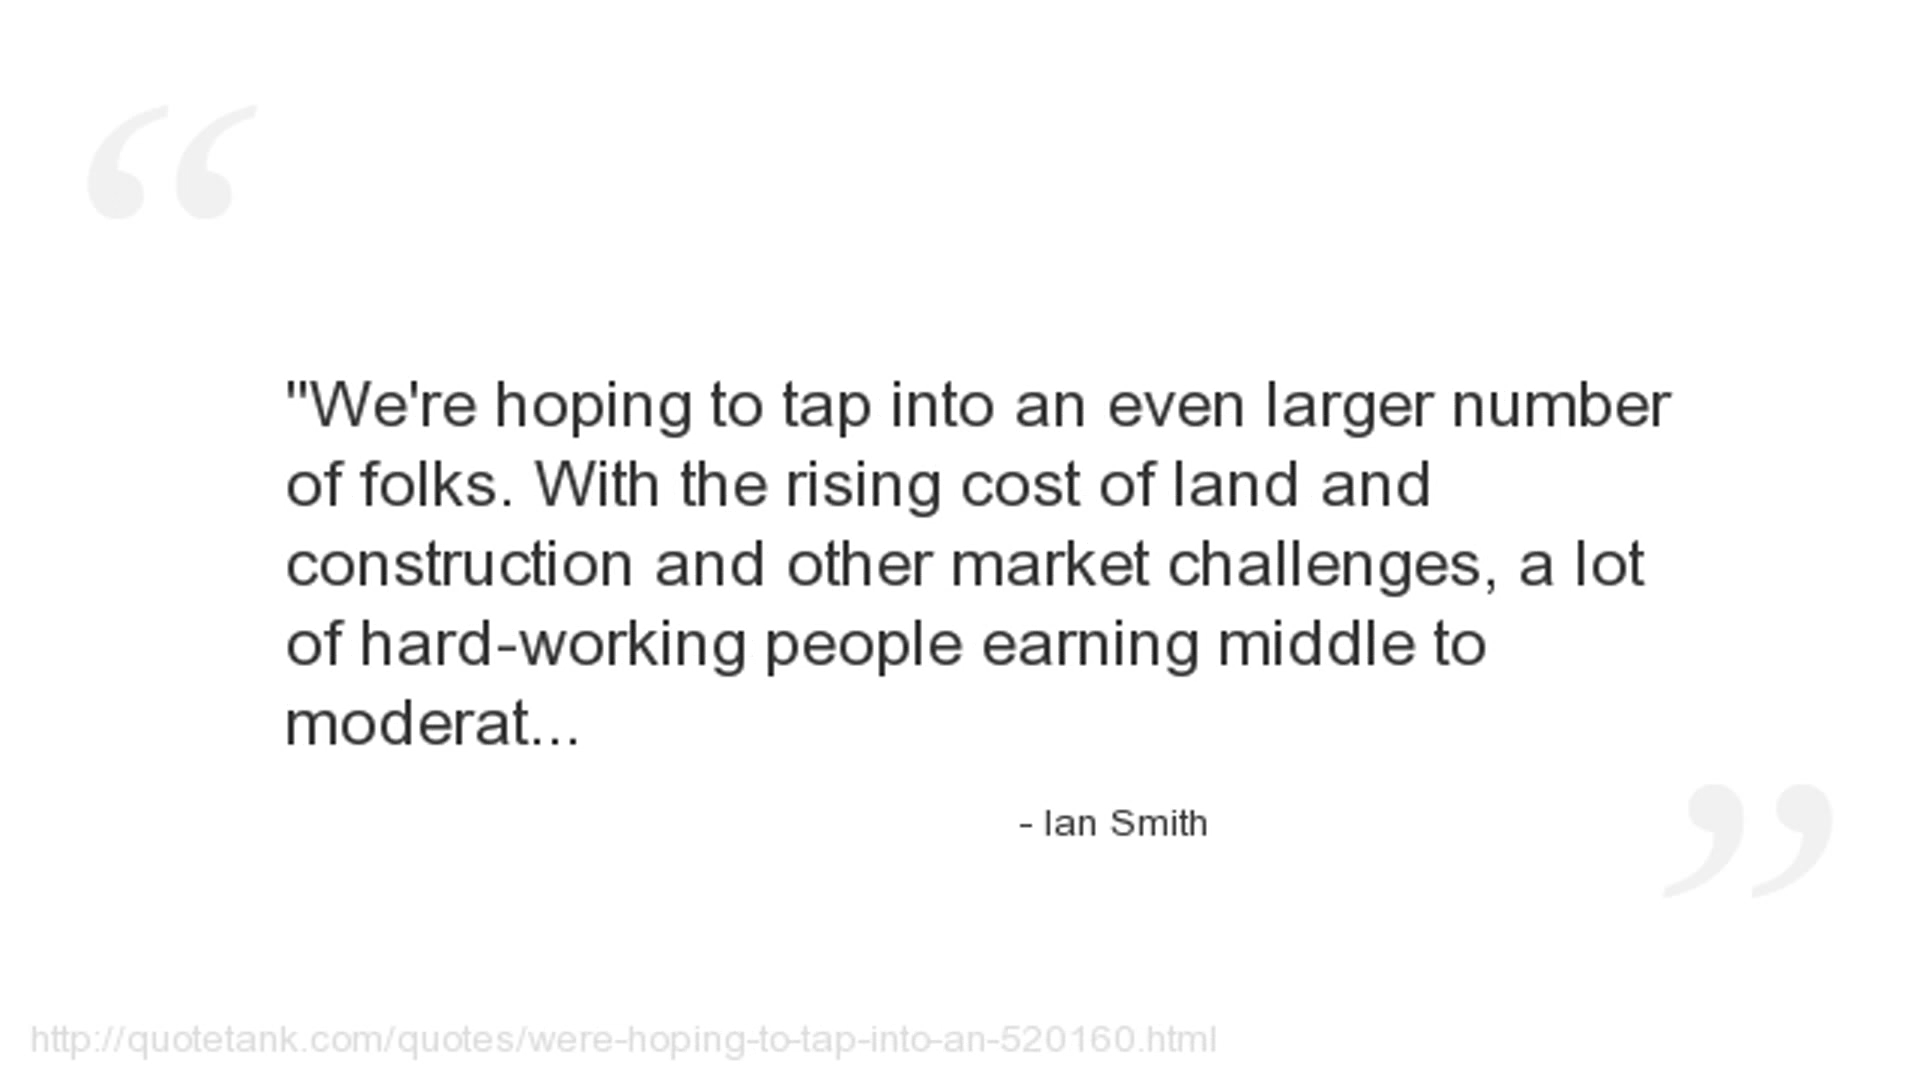 “
"We're hoping to tap into an even larger number
of folks. With the rising cost of land and
construction and other market challenges, a lot
of hard-working people earning middle to
moderat...
- Ian Smith
”
http://quotetank.com/quotes/were-hoping-to-tap-into-an-520160.html